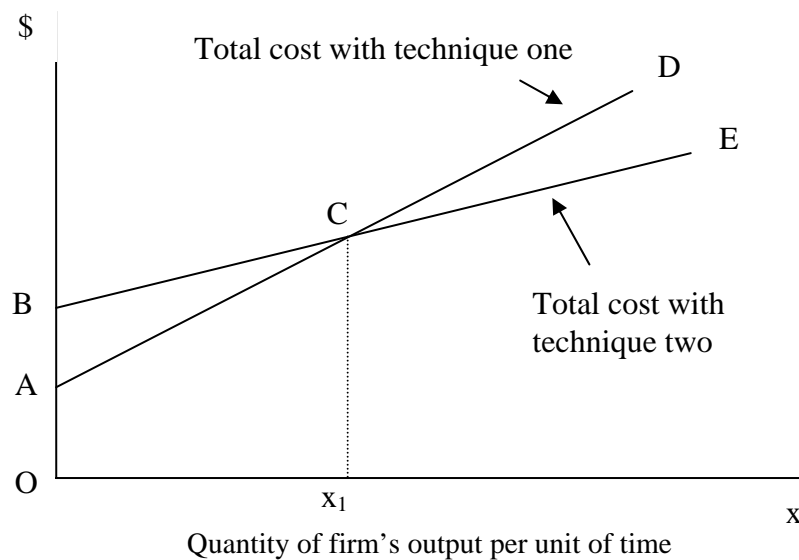 $
Total cost with technique one
D
E
C
B
Total cost with
technique two
A
O
x₁
x
Quantity of firm’s output per unit of time